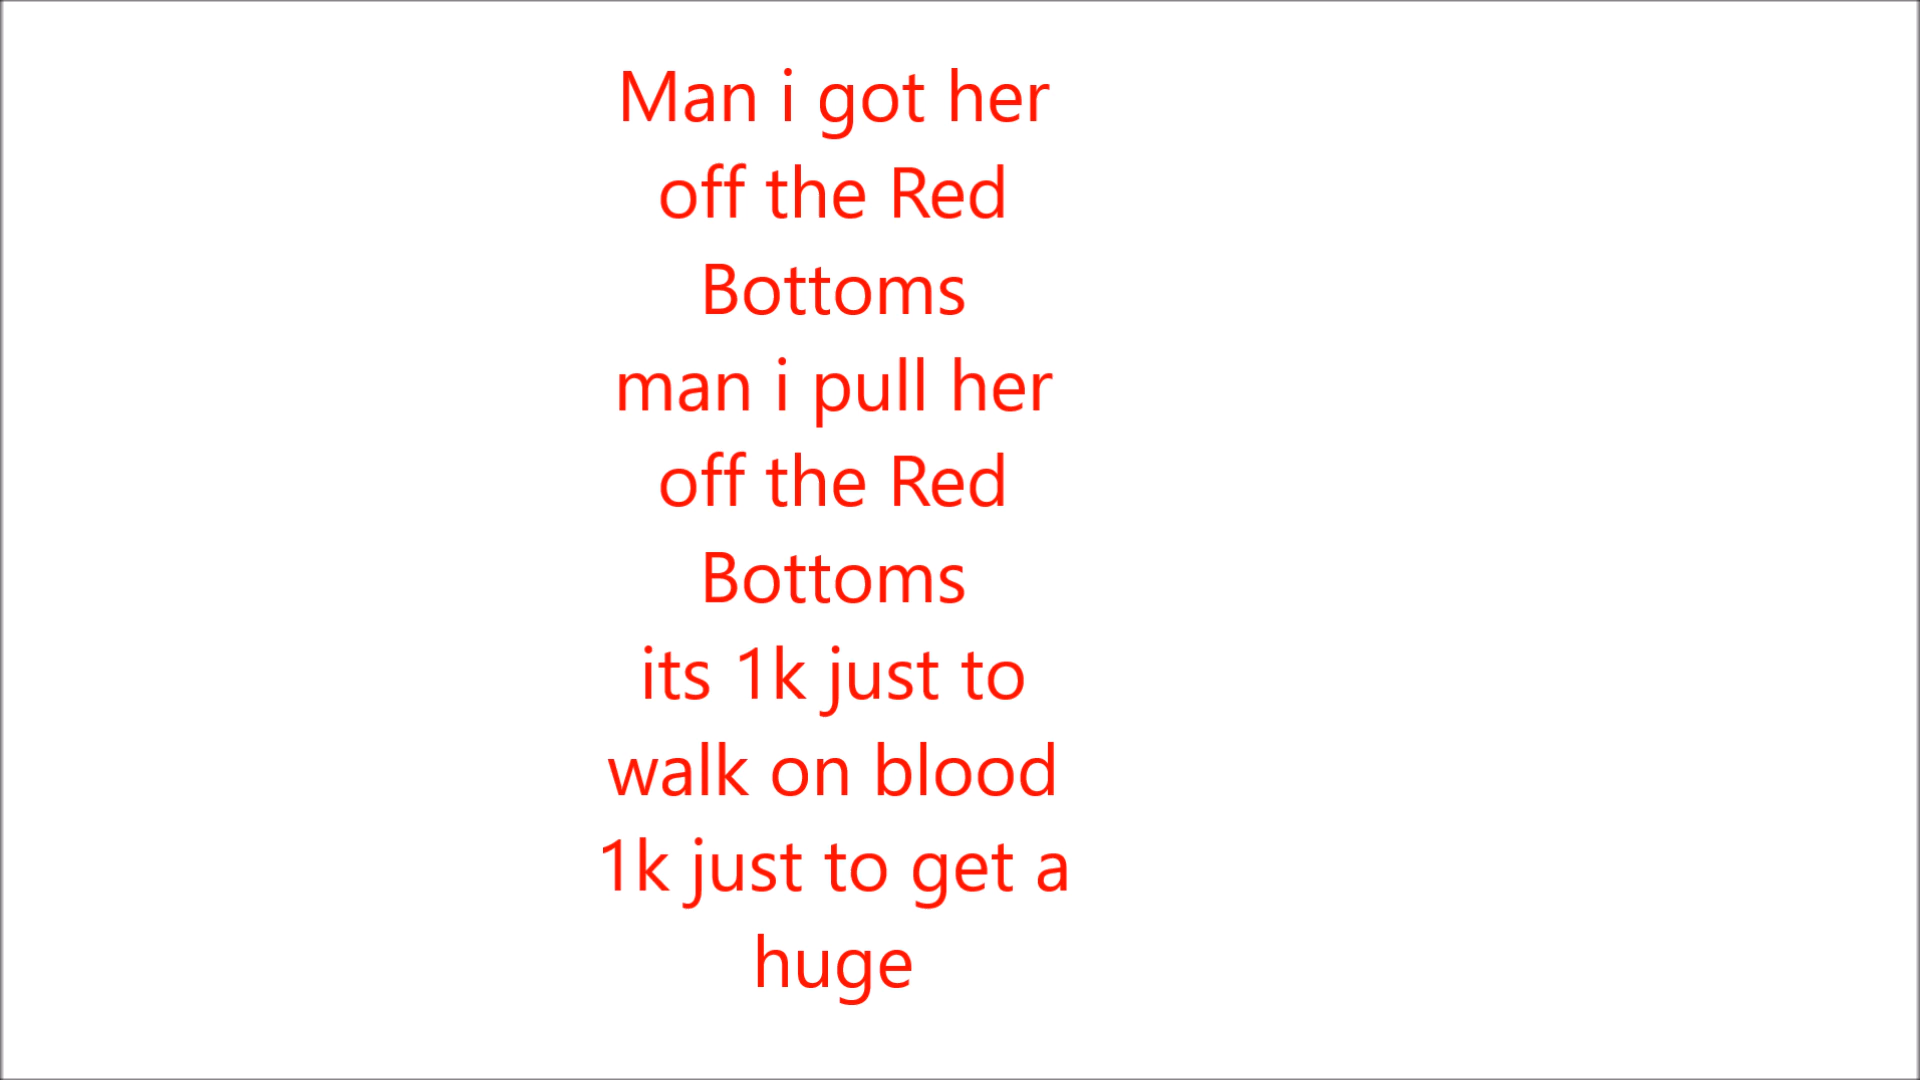 Man i got her
off the Red
Bottoms
man i pull her
off the Red
Bottoms
its 1k just to
walk on blood
1k just to get a
huge